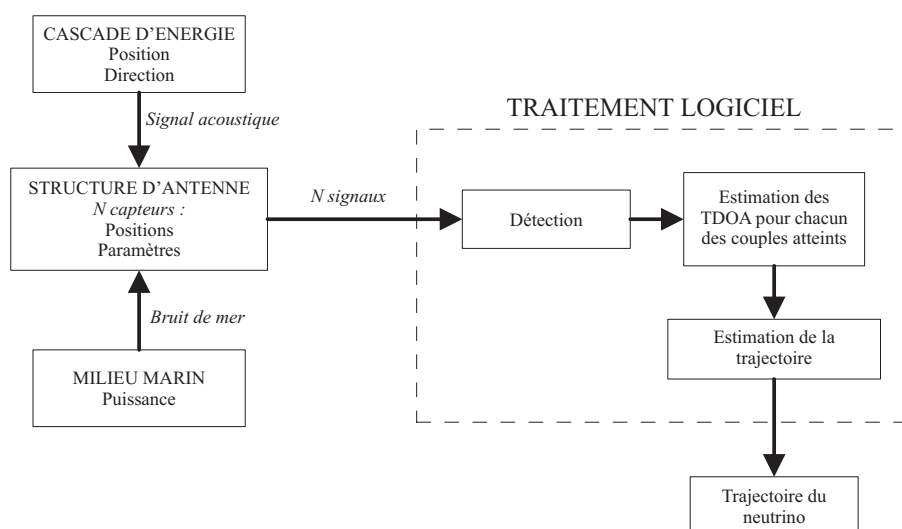 CASCADE D'ENERGIE
Position
Direction
Signal acoustique
STRUCTURE D'ANTENNE
N capteurs :
Positions
Paramètres
Bruit de mer
MILIEU MARIN
Puissance
N signaux
TRAITEMENT LOGICIEL
Détection
Estimation des
TDOA pour chacun
des couples atteints
Estimation de la
trajectoire
Trajectoire du
neutrino